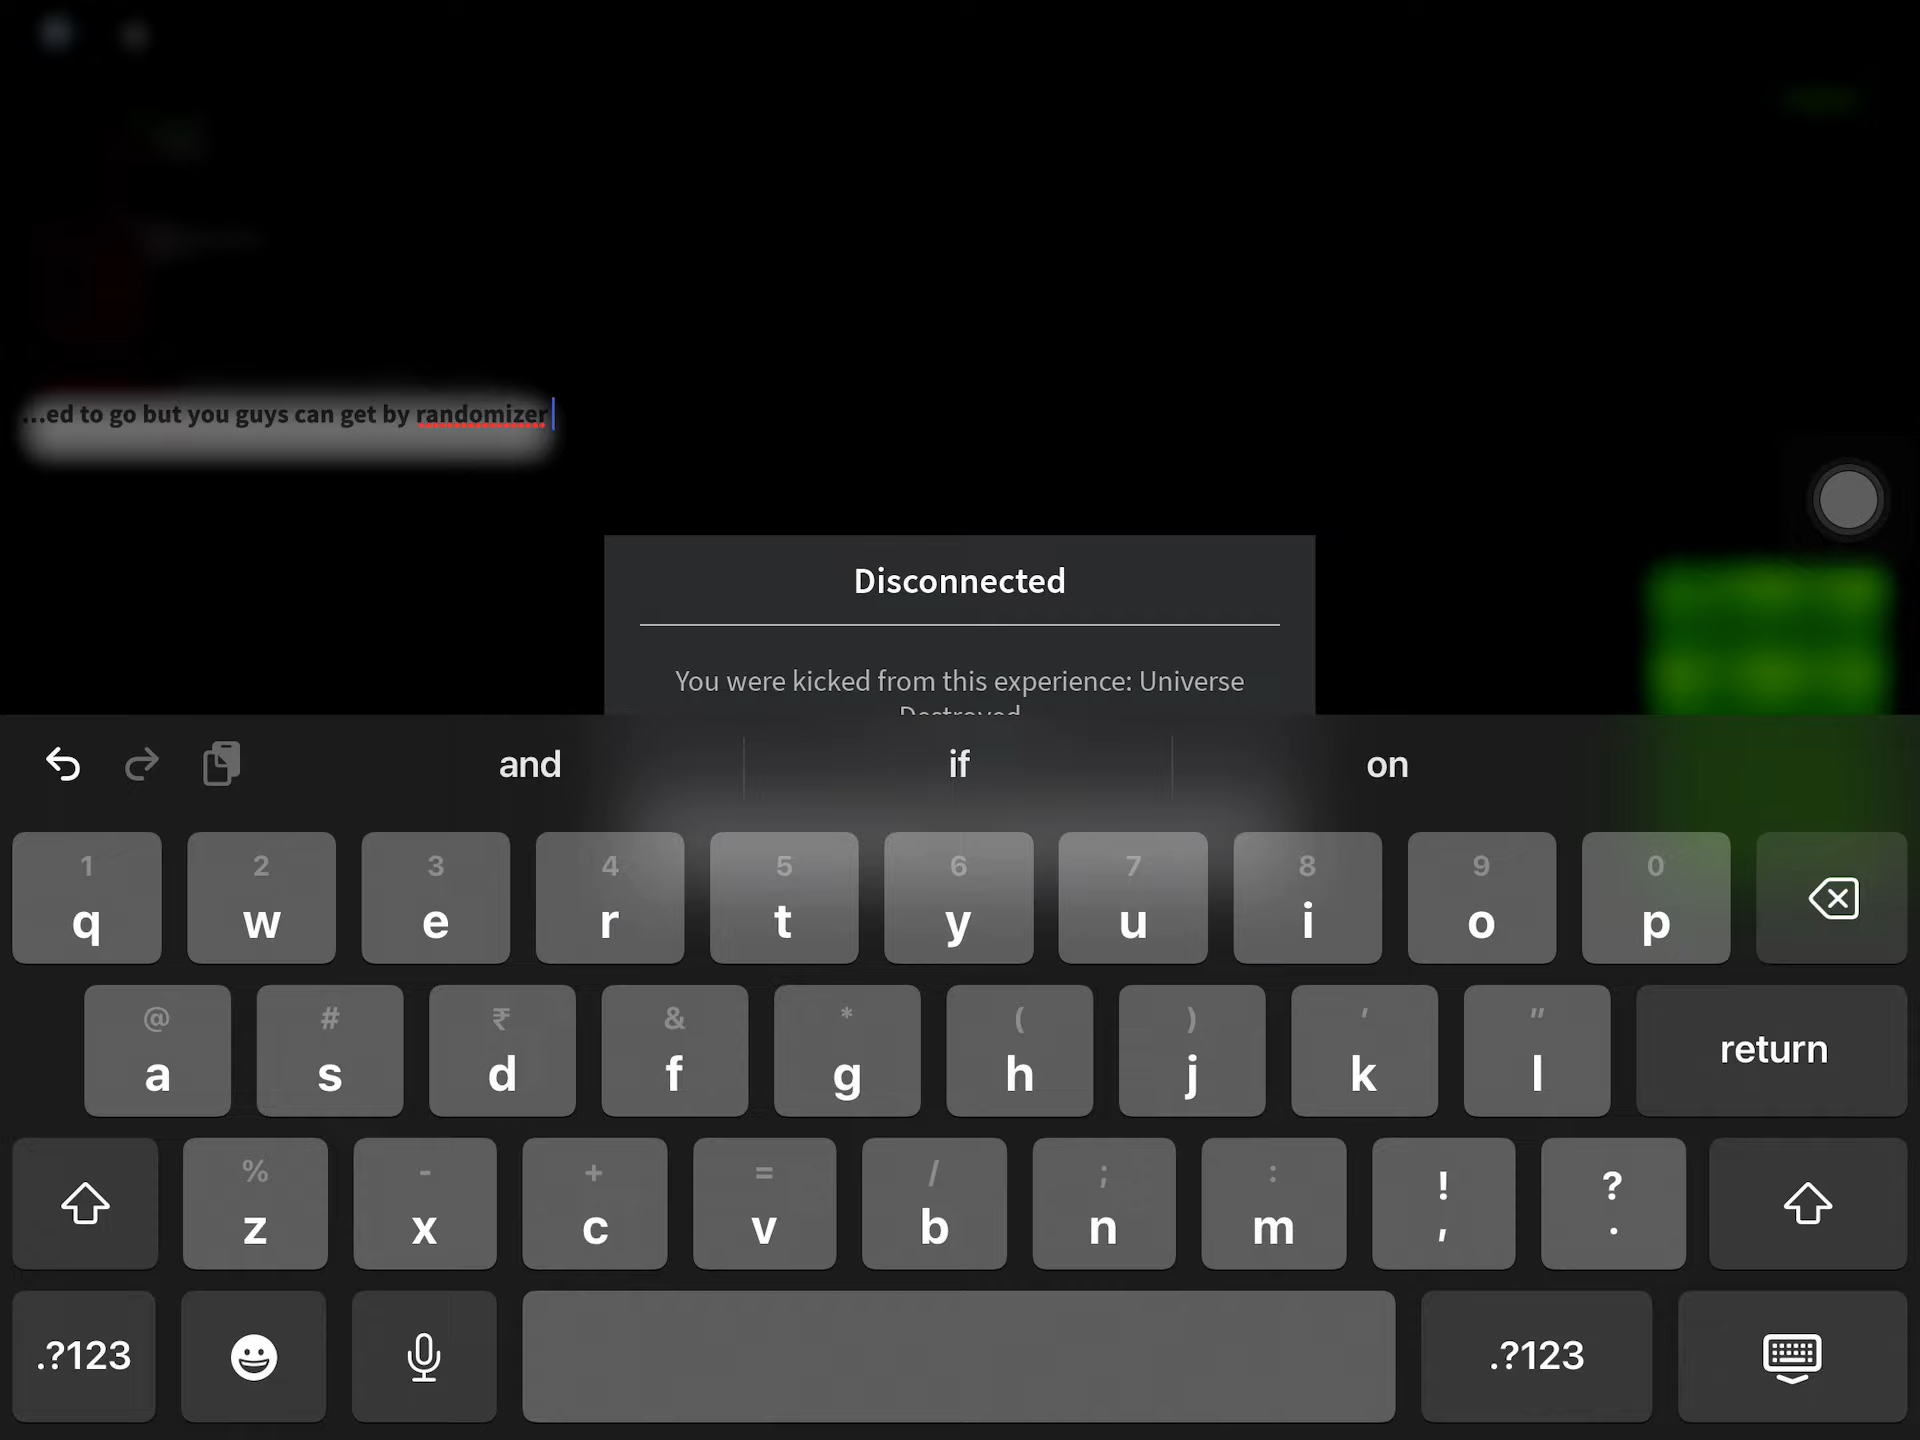 ...ed to go but you guys can get by randomizer
Disconnected
You were kicked from this experience: Universe
Destroyed
and if on
1 2 3 4 5 6 7 8 9 0
q w e r t y u i o p
@ # ₹ & * ( ) ' "
a s d f g h j k l return
% - + = / ; : ! ?
z x c v b n m , .
.?123 .?123